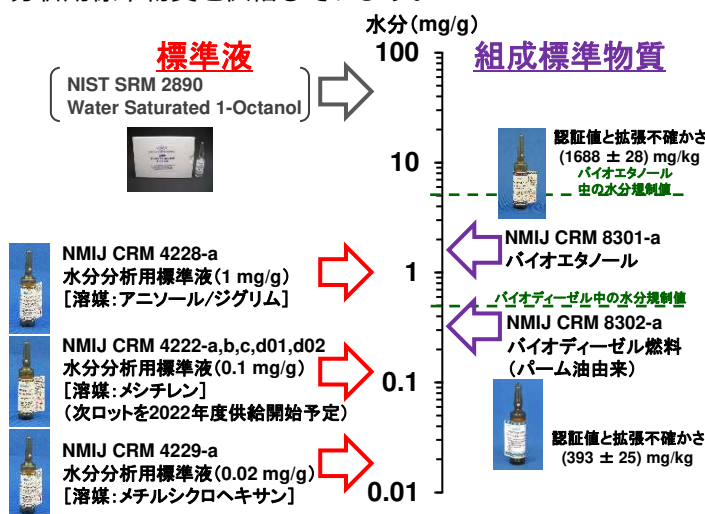 水分(mg/g)
標準液
組成標準物質
NIST SRM 2890
Water Saturated 1-Octanol
100
10
1
0.1
0.01
認証値と拡張不確かさ
(1688 ± 28) mg/kg
バイオエタノール
中の水分規制値
NMIJ CRM 8301-a
バイオエタノール
NMIJ CRM 4228-a
水分分析用標準液(1 mg/g)
[溶媒:アニソール/ジグリム]
バイオディーゼル中の水分規制値
NMIJ CRM 8302-a
バイオディーゼル燃料
(パーム油由来)
NMIJ CRM 4222-a,b,c,d01,d02
水分分析用標準液(0.1 mg/g)
[溶媒:メシチレン]
(次ロットを2022年度供給開始予定)
認証値と拡張不確かさ
(393 ± 25) mg/kg
NMIJ CRM 4229-a
水分分析用標準液(0.02 mg/g)
[溶媒:メチルシクロヘキサン]